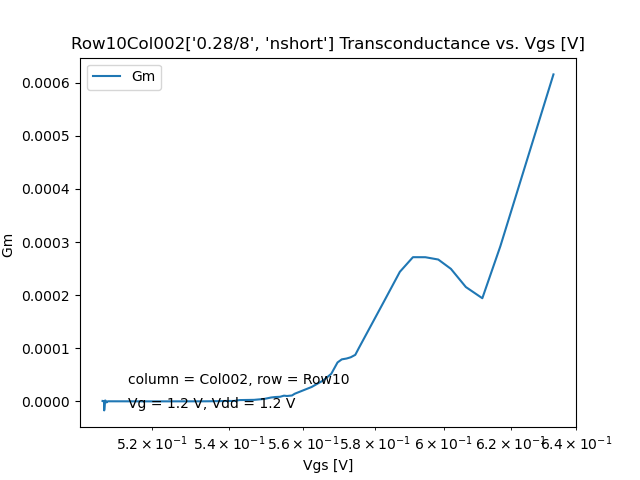 Row10Col002['0.28/8', 'nshort'] Transconductance vs. Vgs [V]
Gm
0.0006
0.0005
0.0004
0.0003
0.0002
0.0001
0.0000
Gm
column = Col002, row = Row10
Vg = 1.2 V, Vdd = 1.2 V
5.2 × 10⁻¹ 5.4 × 10⁻¹ 5.6 × 10⁻¹ 5.8 × 10⁻¹ 6 × 10⁻¹ 6.2 × 10⁻¹ 6.4 × 10⁻¹
Vgs [V]